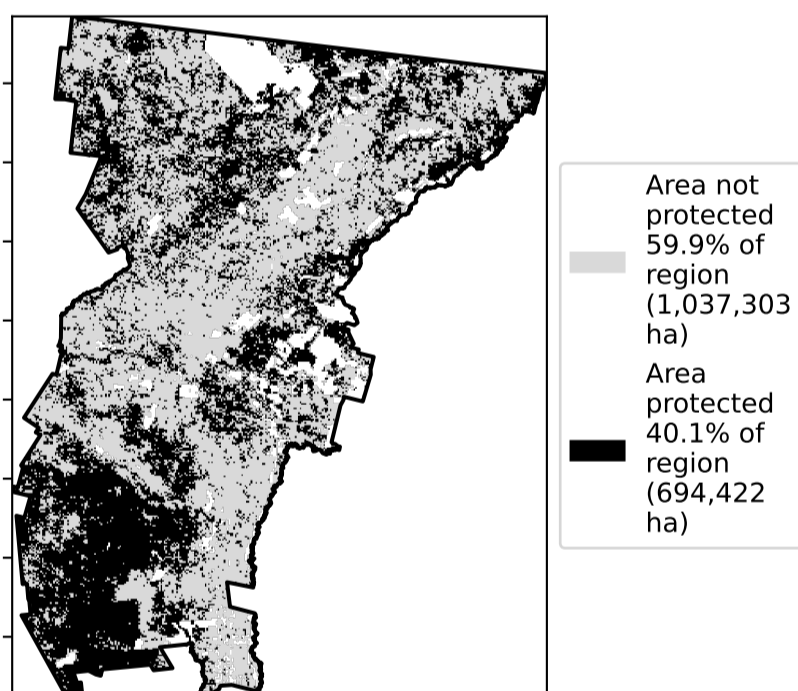 Area not
protected
59.9% of
region
(1,037,303
ha)
Area
protected
40.1% of
region
(694,422
ha)